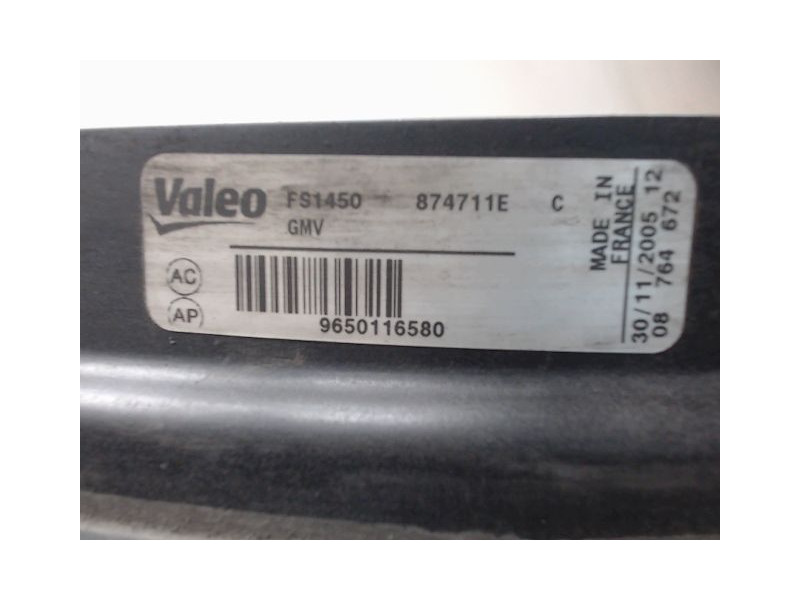 Valeo FS1450 874711E C
GMV
AC
AP
9650116580
MADE IN
FRANCE
30/11/2005 12
08 764 672